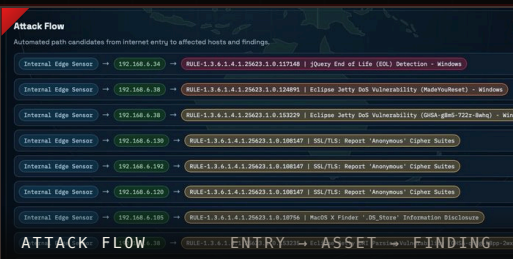 Attack Flow
Automated path candidates from internet entry to affected hosts and findings.
Internal Edge Sensor → 192.168.6.34 → RULE-1.3.6.1.4.1.25623.1.0.117148 | jQuery End of Life (EOL) Detection - Windows
Internal Edge Sensor → 192.168.6.38 → RULE-1.3.6.1.4.1.25623.1.0.124891 | Eclipse Jetty DoS Vulnerability (MadeYouReset) - Windows
Internal Edge Sensor → 192.168.6.38 → RULE-1.3.6.1.4.1.25623.1.0.153229 | Eclipse Jetty DoS Vulnerability (GHSA-g8m5-722r-8whq) - Win
Internal Edge Sensor → 192.168.6.130 → RULE-1.3.6.1.4.1.25623.1.0.108147 | SSL/TLS: Report 'Anonymous' Cipher Suites
Internal Edge Sensor → 192.168.6.192 → RULE-1.3.6.1.4.1.25623.1.0.108147 | SSL/TLS: Report 'Anonymous' Cipher Suites
Internal Edge Sensor → 192.168.6.120 → RULE-1.3.6.1.4.1.25623.1.0.108147 | SSL/TLS: Report 'Anonymous' Cipher Suites
Internal Edge Sensor → 192.168.6.105 → RULE-1.3.6.1.4.1.25623.1.0.10756 | MacOS X Finder '.DS_Store' Information Disclosure
ATTACK FLOW ENTRY → ASSET → FINDING